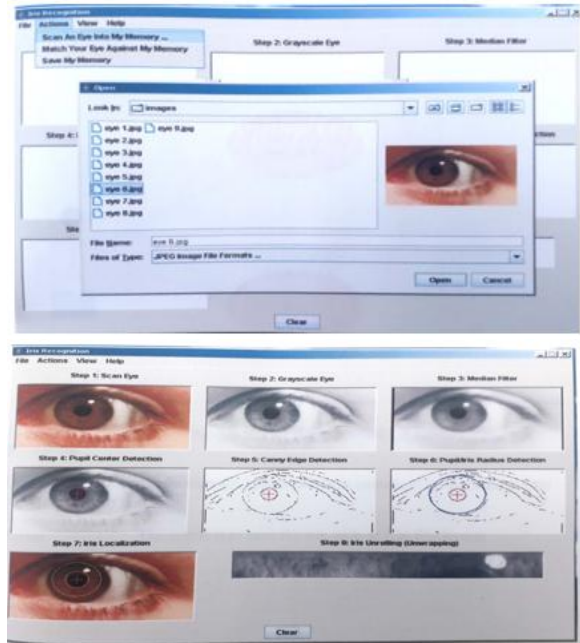 Iris Recognition
File Actions View Help
Scan An Eye Into My Memory ...
Match Your Eye Against My Memory
Save My Memory
Step 2: Grayscale Eye
Step 3: Median Filter
Open
Look In: images
eye 1.jpg eye 9.jpg
eye 2.jpg
eye 3.jpg
eye 4.jpg
eye 5.jpg
eye 6.jpg
eye 7.jpg
eye 8.jpg
Step 4:
File Name: eye 6.jpg
Files of Type: JPEG Image File Formats ...
Open Cancel
Clear
Iris Recognition
File Actions View Help
Step 1: Scan Eye
Step 2: Grayscale Eye
Step 3: Median Filter
Step 4: Pupil Center Detection
Step 5: Canny Edge Detection
Step 6: Pupil/Iris Radius Detection
Step 7: Iris Localization
Step 8: Iris Unrolling (Unwrapping)
Clear